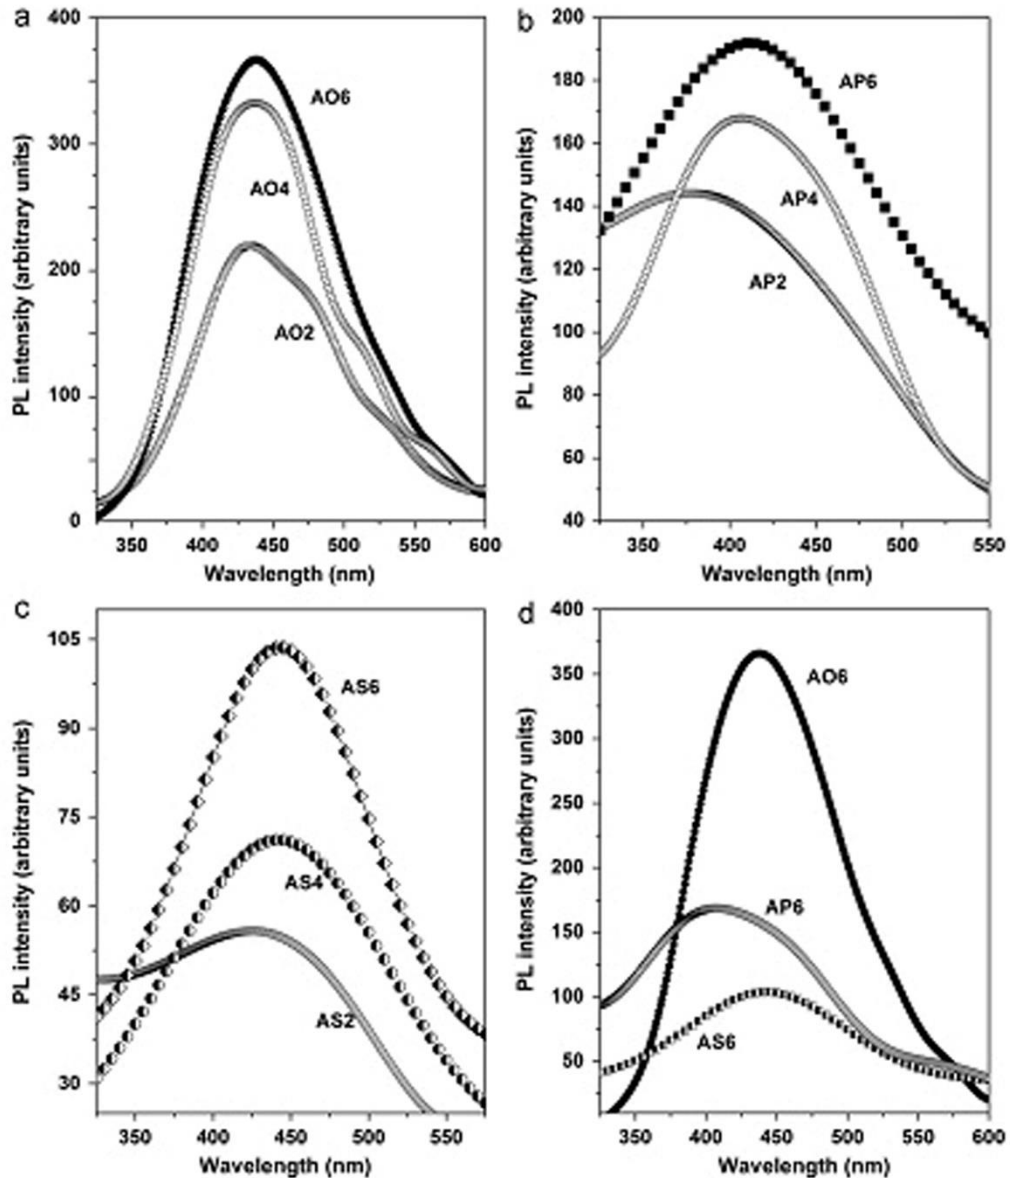 a
400
300
200
100
0
350 400 450 500 550 600
PL intensity (arbitrary units)
Wavelength (nm)
AO6
AO4
AO2
b
200
180
160
140
120
100
80
60
40
350 400 450 500 550
PL intensity (arbitrary units)
Wavelength (nm)
AP6
AP4
AP2
c
105
90
75
60
45
30
350 400 450 500 550
PL intensity (arbitrary units)
Wavelength (nm)
AS6
AS4
AS2
d
400
350
300
250
200
150
100
50
350 400 450 500 550 600
PL intensity (arbitrary units)
Wavelength (nm)
AO6
AP6
AS6